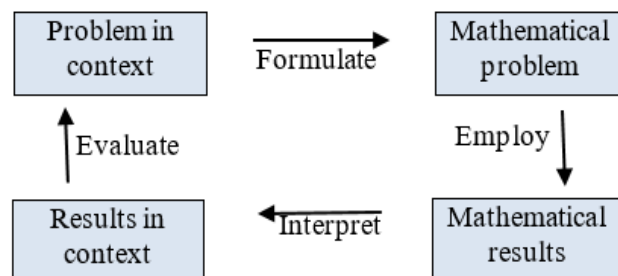 Problem in
context
Formulate
Mathematical
problem
Employ
Mathematical
results
Interpret
Results in
context
Evaluate